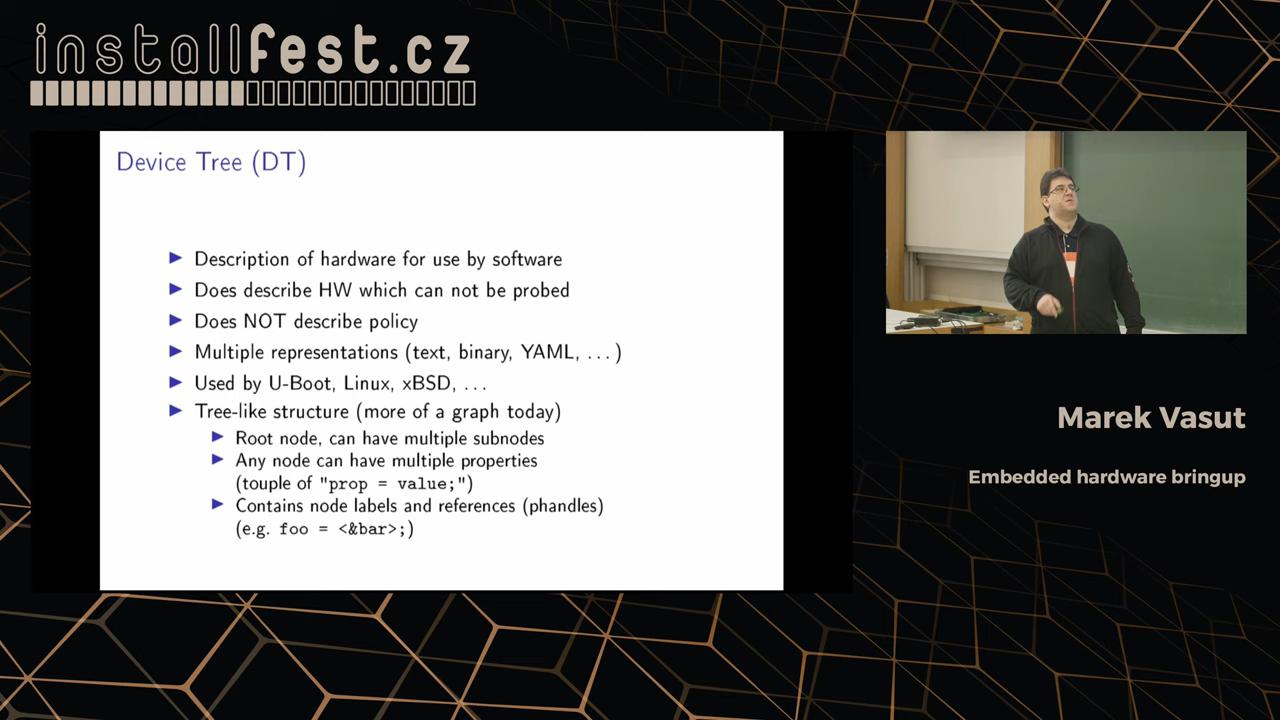 installfest.cz
Device Tree (DT)
Description of hardware for use by software
Does describe HW which can not be probed
Does NOT describe policy
Multiple representations (text, binary, YAML, ...)
Used by U-Boot, Linux, xBSD, ...
Tree-like structure (more of a graph today)
Root node, can have multiple subnodes
Any node can have multiple properties
(touple of "prop = value;")
Contains node labels and references (phandles)
(e.g. foo = <&bar>;)
Marek Vasut
Embedded hardware bringup